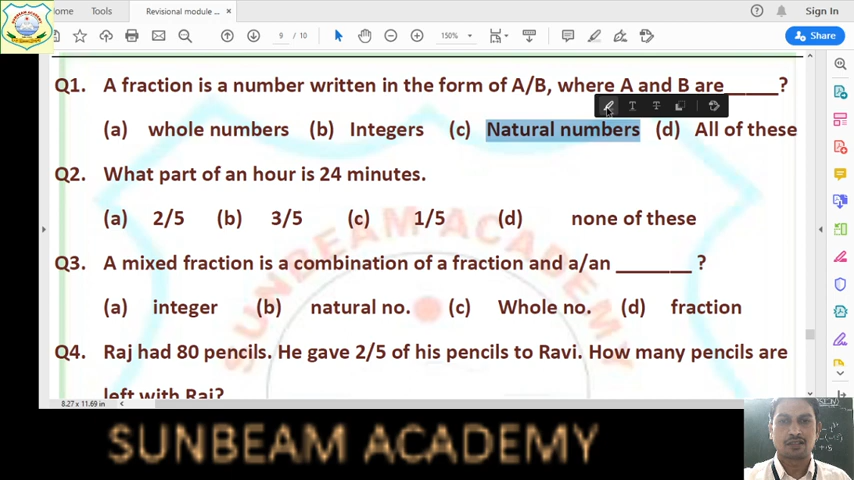 Home Tools Revisional module ... × Sign In
9 / 10 150% Share
Q1. A fraction is a number written in the form of A/B, where A and B are_____?
(a) whole numbers (b) Integers (c) Natural numbers (d) All of these
Q2. What part of an hour is 24 minutes.
(a) 2/5 (b) 3/5 (c) 1/5 (d) none of these
Q3. A mixed fraction is a combination of a fraction and a/an _______ ?
(a) integer (b) natural no. (c) Whole no. (d) fraction
Q4. Raj had 80 pencils. He gave 2/5 of his pencils to Ravi. How many pencils are
left with Raj?
SUNBEAM ACADEMY
8.27 x 11.69 in
SUNBEAM ACADEMY